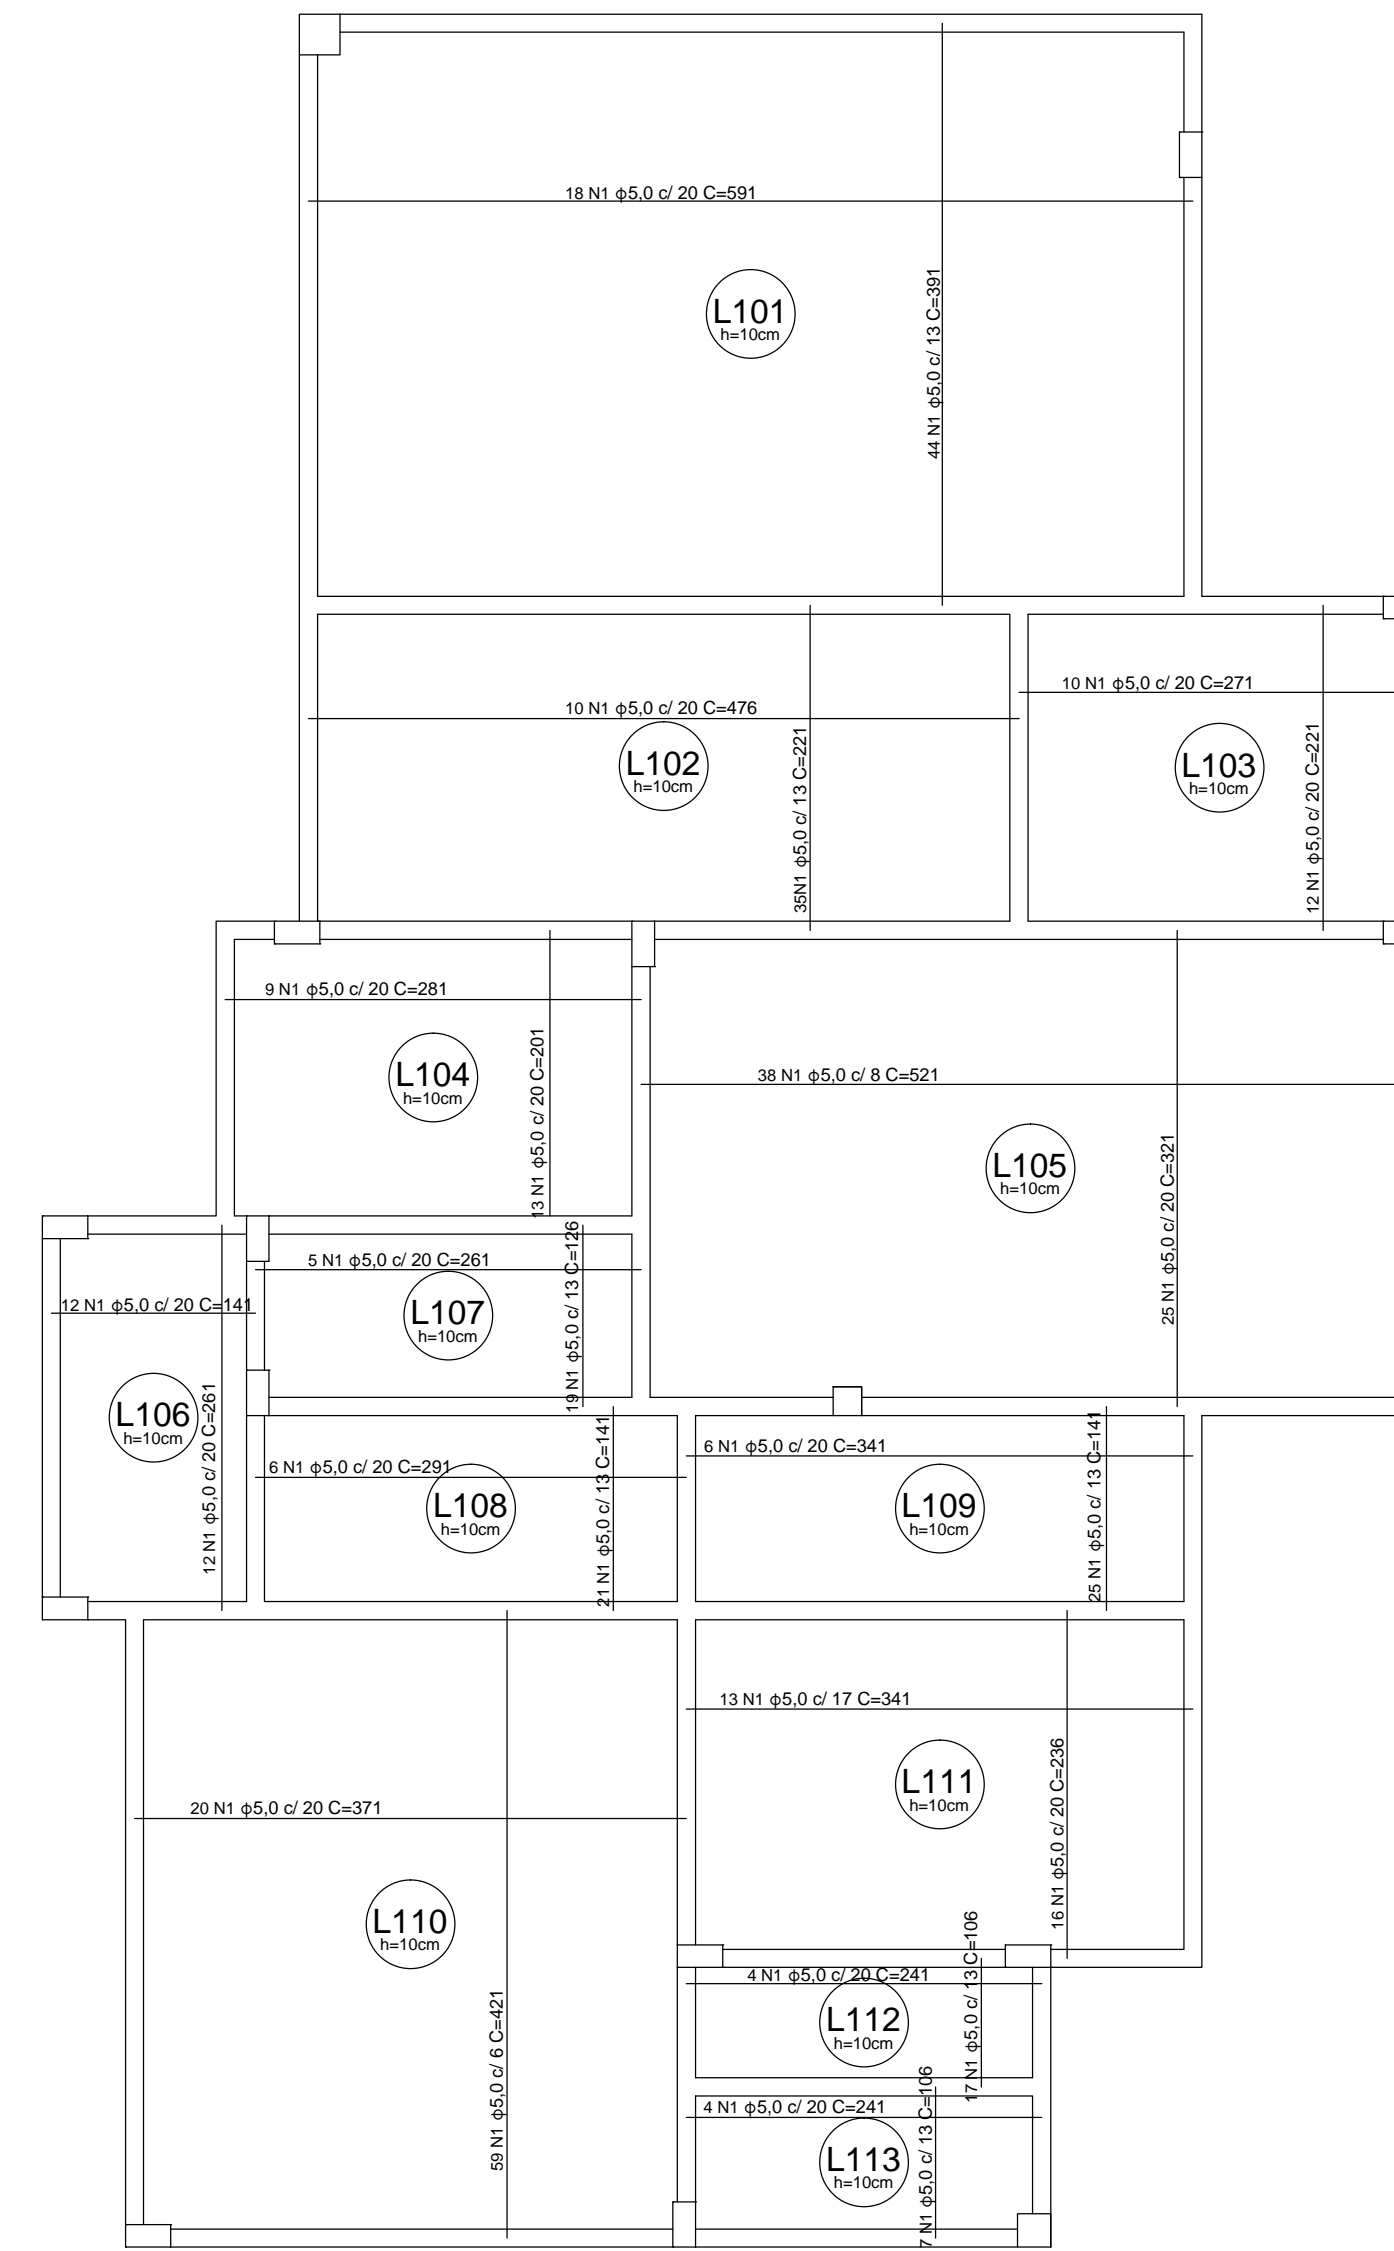 18 N1 ϕ5,0 c/ 20 C=591
L101
h=10cm
44 N1 ϕ5,0 c/ 13 C=391
10 N1 ϕ5,0 c/ 20 C=476
L102
h=10cm
35N1 ϕ5,0 c/ 13 C=221
10 N1 ϕ5,0 c/ 20 C=271
L103
h=10cm
12 N1 ϕ5,0 c/ 20 C=221
9 N1 ϕ5,0 c/ 20 C=281
L104
h=10cm
13 N1 ϕ5,0 c/ 20 C=201
38 N1 ϕ5,0 c/ 8 C=521
L105
h=10cm
25 N1 ϕ5,0 c/ 20 C=321
12 N1 ϕ5,0 c/ 20 C=141
L106
h=10cm
12 N1 ϕ5,0 c/ 20 C=261
5 N1 ϕ5,0 c/ 20 C=261
L107
h=10cm
19 N1 ϕ5,0 c/ 13 C=126
6 N1 ϕ5,0 c/ 20 C=291
L108
h=10cm
21 N1 ϕ5,0 c/ 13 C=141
6 N1 ϕ5,0 c/ 20 C=341
L109
h=10cm
25 N1 ϕ5,0 c/ 13 C=141
20 N1 ϕ5,0 c/ 20 C=371
L110
h=10cm
59 N1 ϕ5,0 c/ 6 C=421
13 N1 ϕ5,0 c/ 17 C=341
L111
h=10cm
16 N1 ϕ5,0 c/ 20 C=236
4 N1 ϕ5,0 c/ 20 C=241
L112
h=10cm
17 N1 ϕ5,0 c/ 13 C=106
4 N1 ϕ5,0 c/ 20 C=241
L113
h=10cm
7 N1 ϕ5,0 c/ 13 C=106